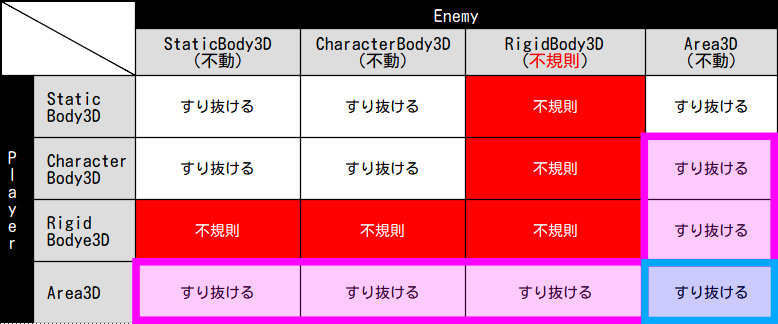 Enemy
StaticBody3D
(不動)
CharacterBody3D
(不動)
RigidBody3D
(不規則)
Area3D
(不動)
Player
Static
Body3D
すり抜ける
すり抜ける
不規則
すり抜ける
Character
Body3D
すり抜ける
すり抜ける
不規則
すり抜ける
Rigid
Bodye3D
不規則
不規則
不規則
すり抜ける
Area3D
すり抜ける
すり抜ける
すり抜ける
すり抜ける